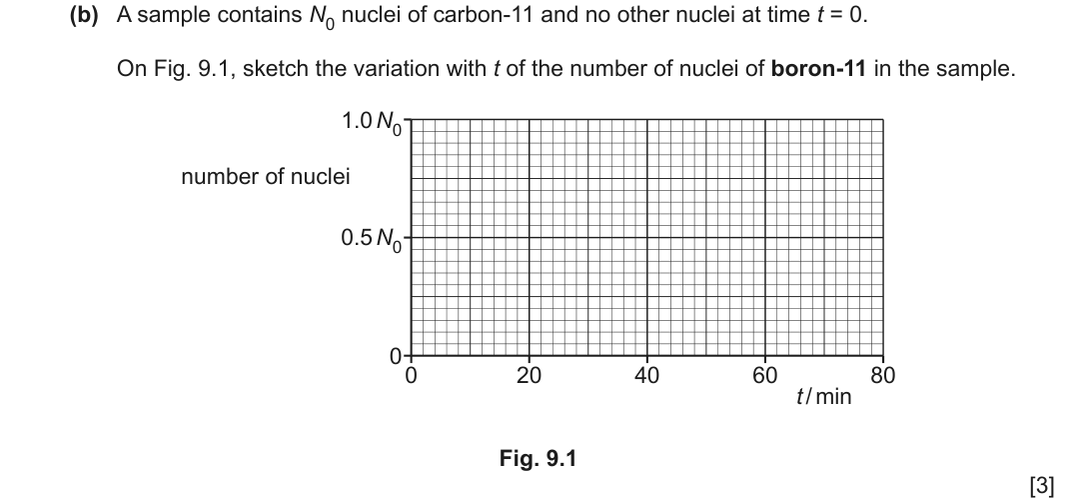 (b) A sample contains N₀ nuclei of carbon-11 and no other nuclei at time t = 0.
On Fig. 9.1, sketch the variation with t of the number of nuclei of boron-11 in the sample.
1.0 N₀
number of nuclei
0.5 N₀
0
0 20 40 60 80
t / min
Fig. 9.1
[3]